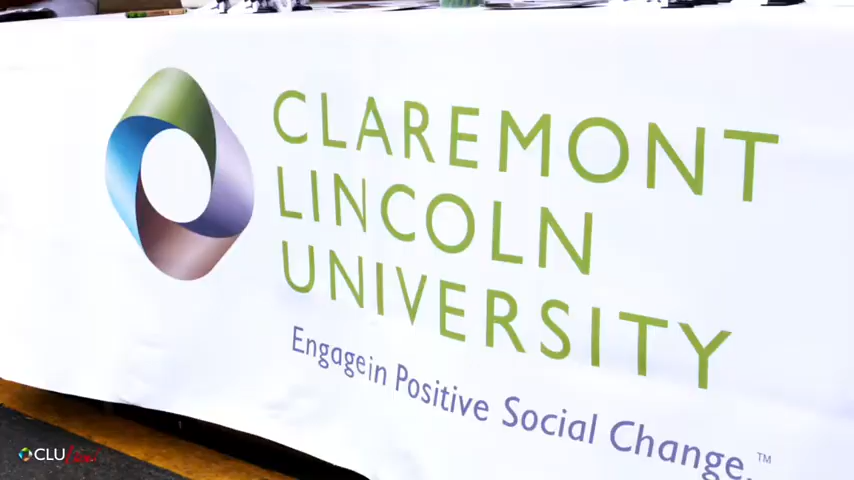 CLAREMONT
LINCOLN
UNIVERSITY
Engagein Positive Social Change.™
CLU